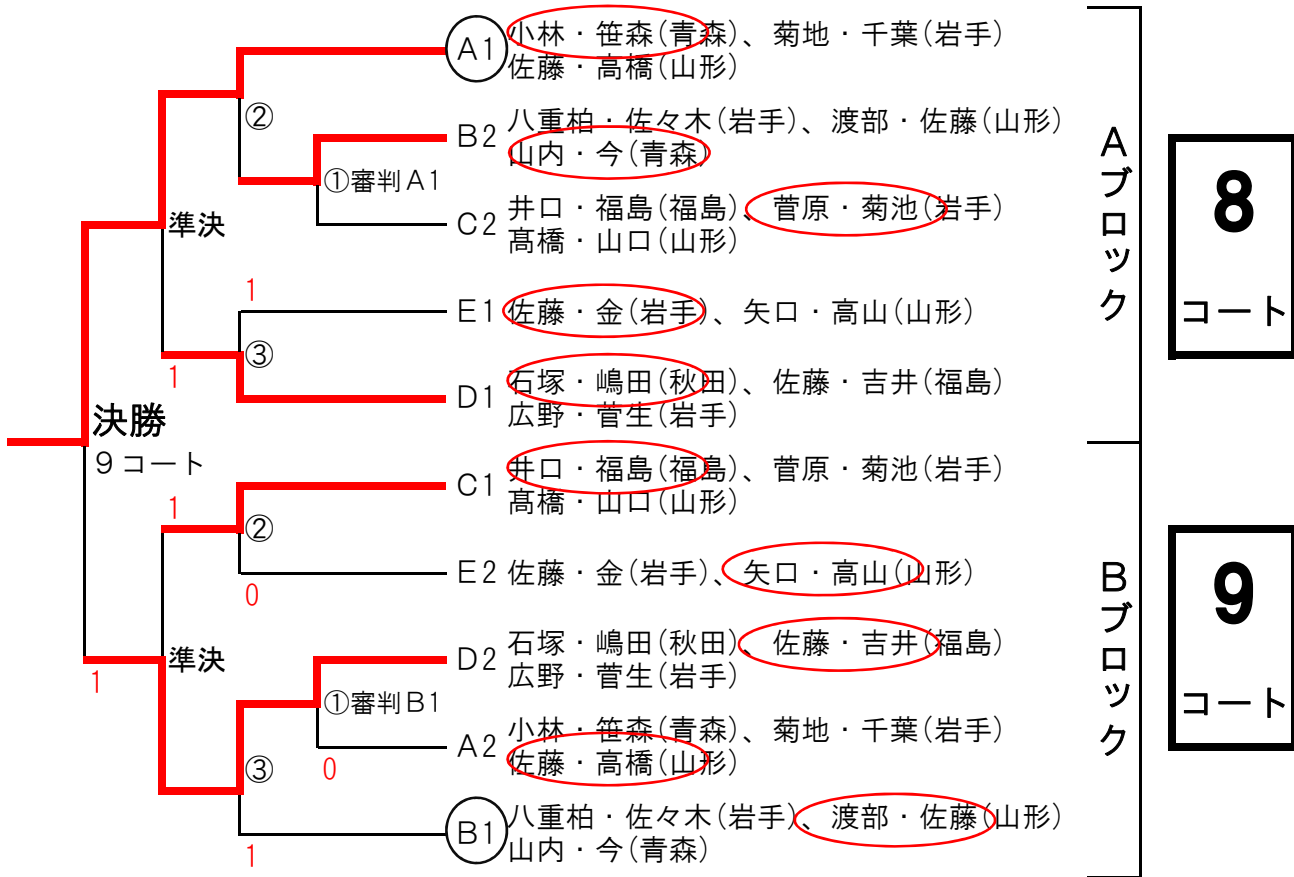 A1 小林・笹森(青森)、菊地・千葉(岩手)
佐藤・高橋(山形)
②
B2 八重柏・佐々木(岩手)、渡部・佐藤(山形)
山内・今(青森)
①審判A1
C2 井口・福島(福島)、菅原・菊池(岩手)
髙橋・山口(山形)
準決
1
E1 佐藤・金(岩手)、矢口・高山(山形)
③
1
D1 石塚・嶋田(秋田)、佐藤・吉井(福島)
広野・菅生(岩手)
Aブロック
8
コート
決勝
9コート
C1 井口・福島(福島)、菅原・菊池(岩手)
髙橋・山口(山形)
1
②
E2 佐藤・金(岩手)、矢口・高山(山形)
0
準決
1
D2 石塚・嶋田(秋田)、佐藤・吉井(福島)
広野・菅生(岩手)
①審判B1
A2 小林・笹森(青森)、菊地・千葉(岩手)
佐藤・高橋(山形)
0
③
B1 八重柏・佐々木(岩手)、渡部・佐藤(山形)
山内・今(青森)
1
Bブロック
9
コート